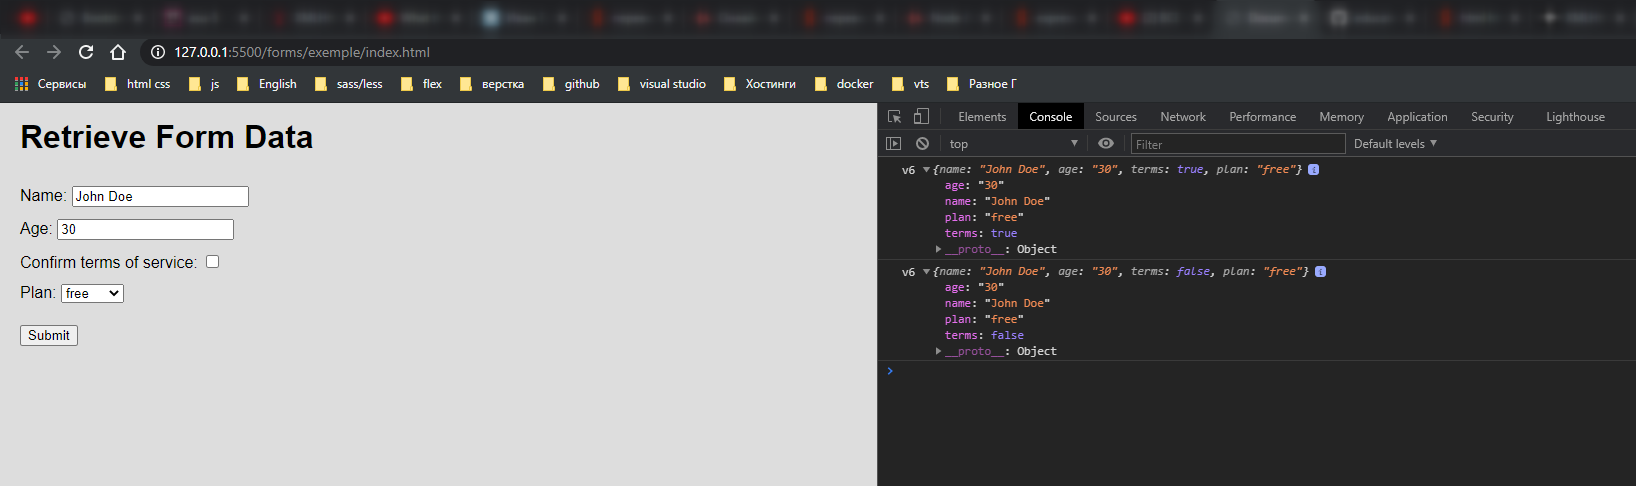 127.0.0.1:5500/forms/exemple/index.html
Сервисы html css js English sass/less flex верстка github visual studio Хостинги docker vts Разное Г
Retrieve Form Data
Name: John Doe
Age: 30
Confirm terms of service:
Plan: free
Submit
Elements Console Sources Network Performance Memory Application Security Lighthouse
top Filter Default levels
v6 {name: "John Doe", age: "30", terms: true, plan: "free"} i
age: "30"
name: "John Doe"
plan: "free"
terms: true
__proto__: Object
v6 {name: "John Doe", age: "30", terms: false, plan: "free"} i
age: "30"
name: "John Doe"
plan: "free"
terms: false
__proto__: Object